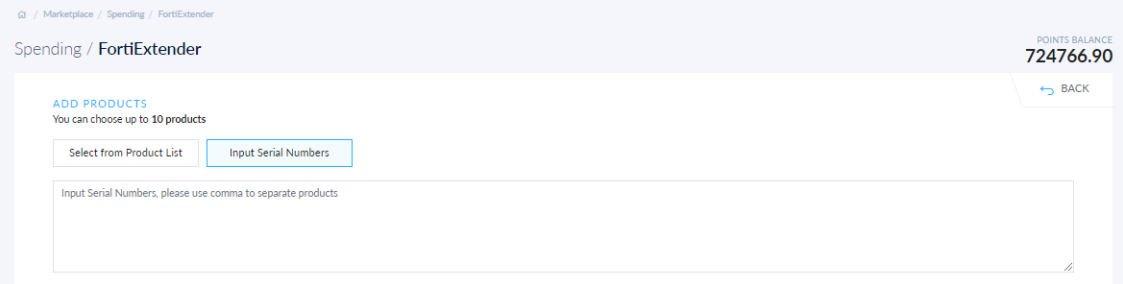 / Marketplace / Spending / FortiExtender
Spending / FortiExtender
POINTS BALANCE
724766.90
BACK
ADD PRODUCTS
You can choose up to 10 products
Select from Product List
Input Serial Numbers
Input Serial Numbers, please use comma to separate products